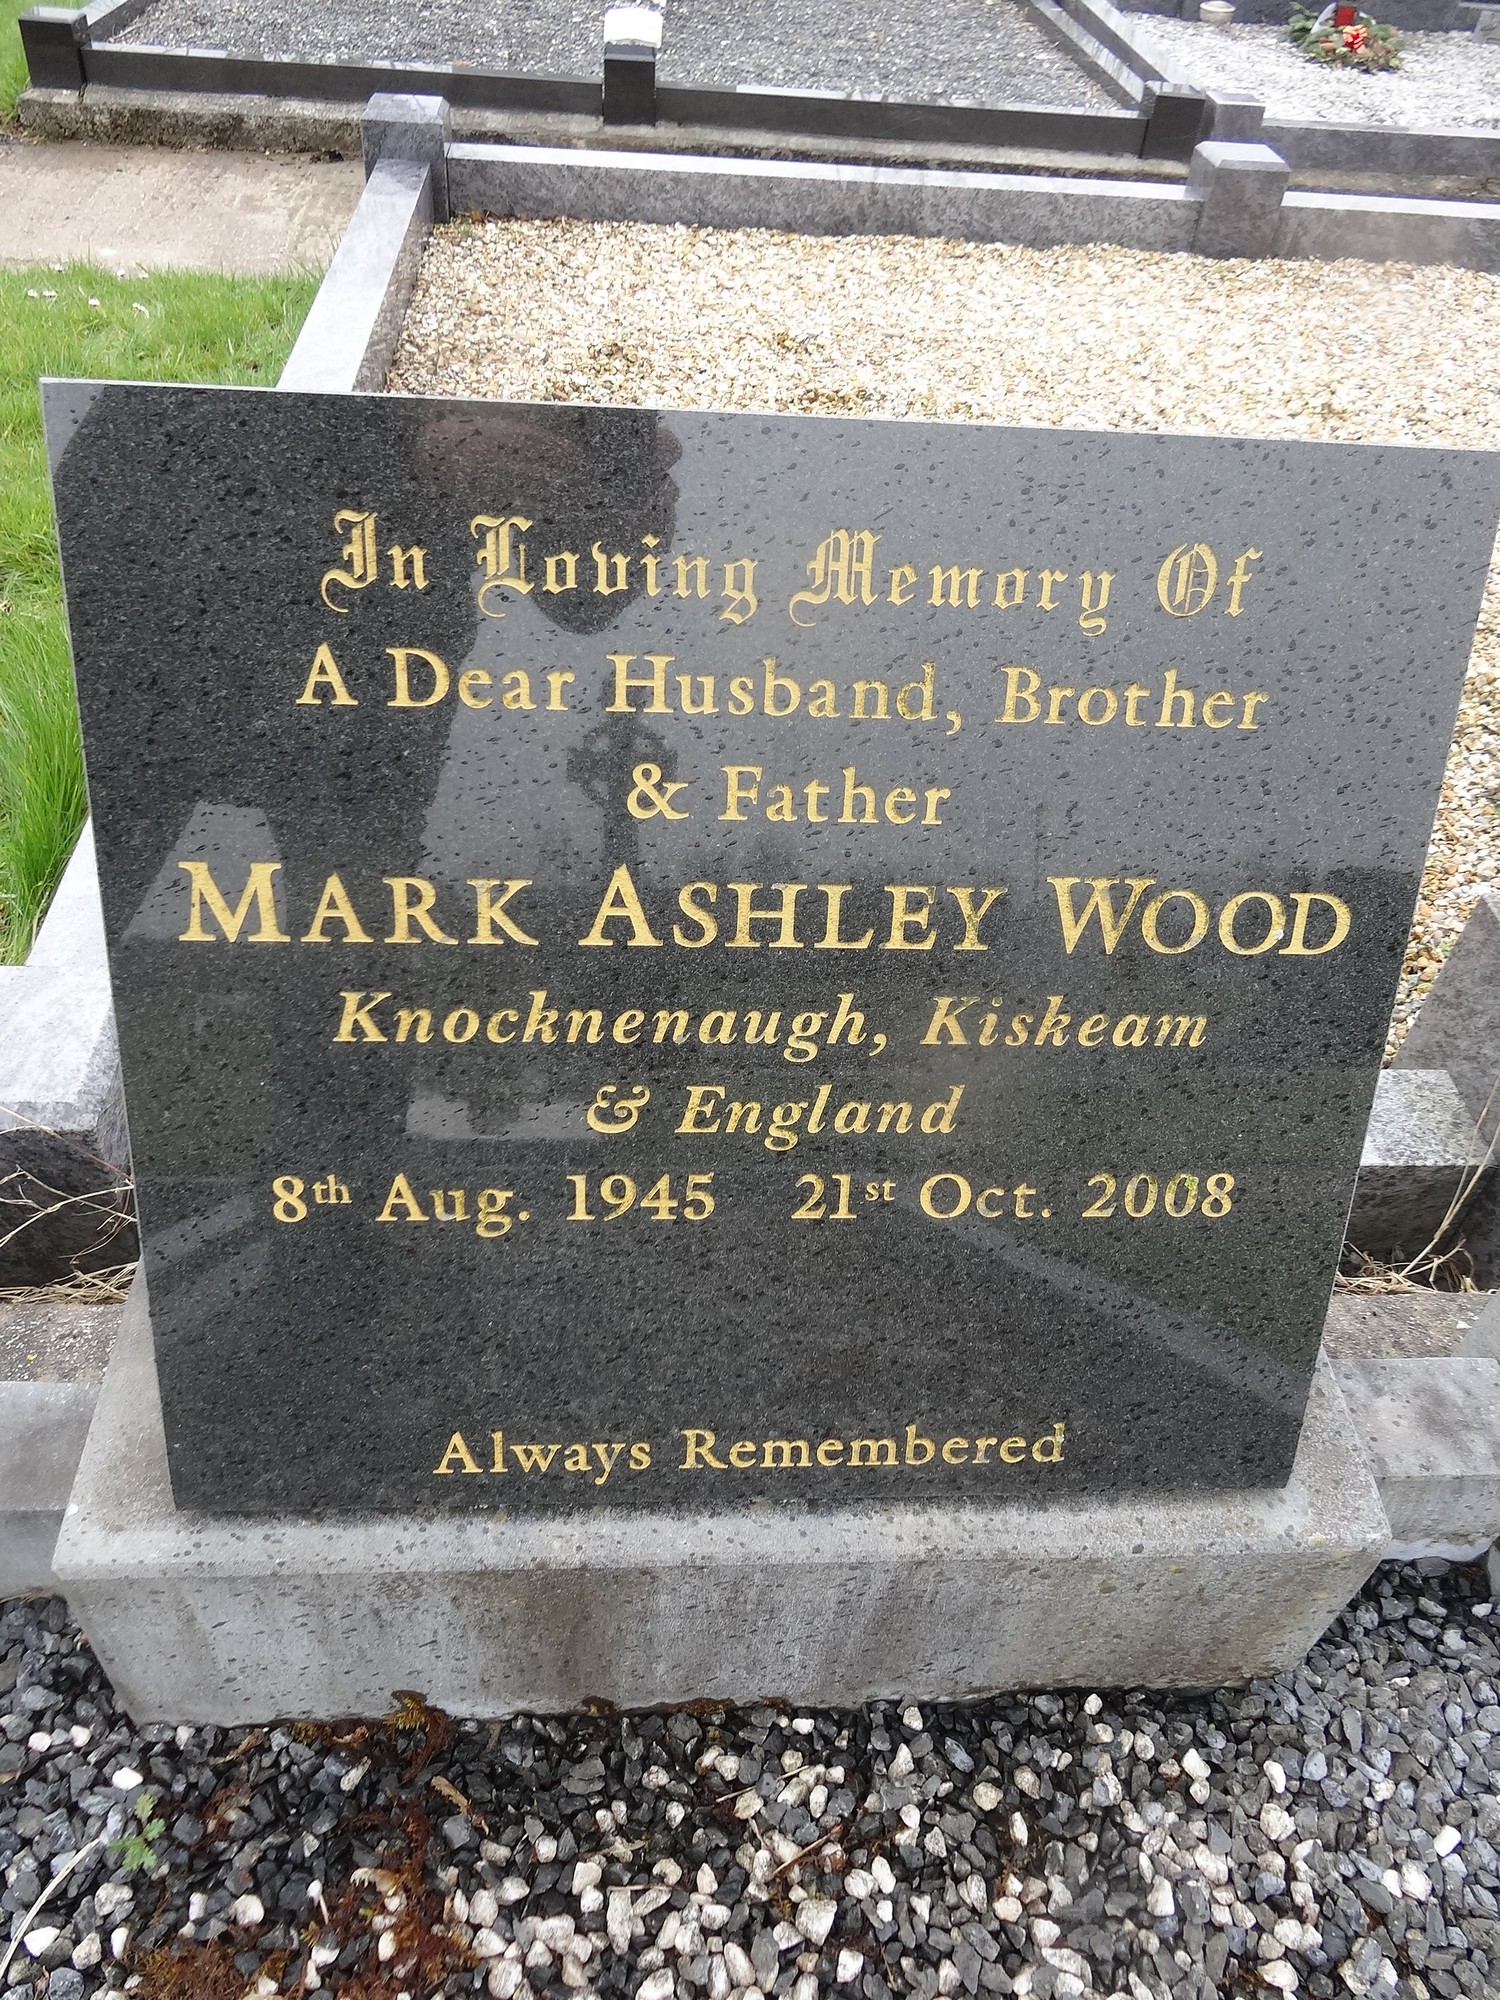 In Loving Memory Of
A Dear Husband, Brother
& Father
MARK ASHLEY WOOD
Knocknenaugh, Kiskeam
& England
8th Aug. 1945 21st Oct. 2008
Always Remembered